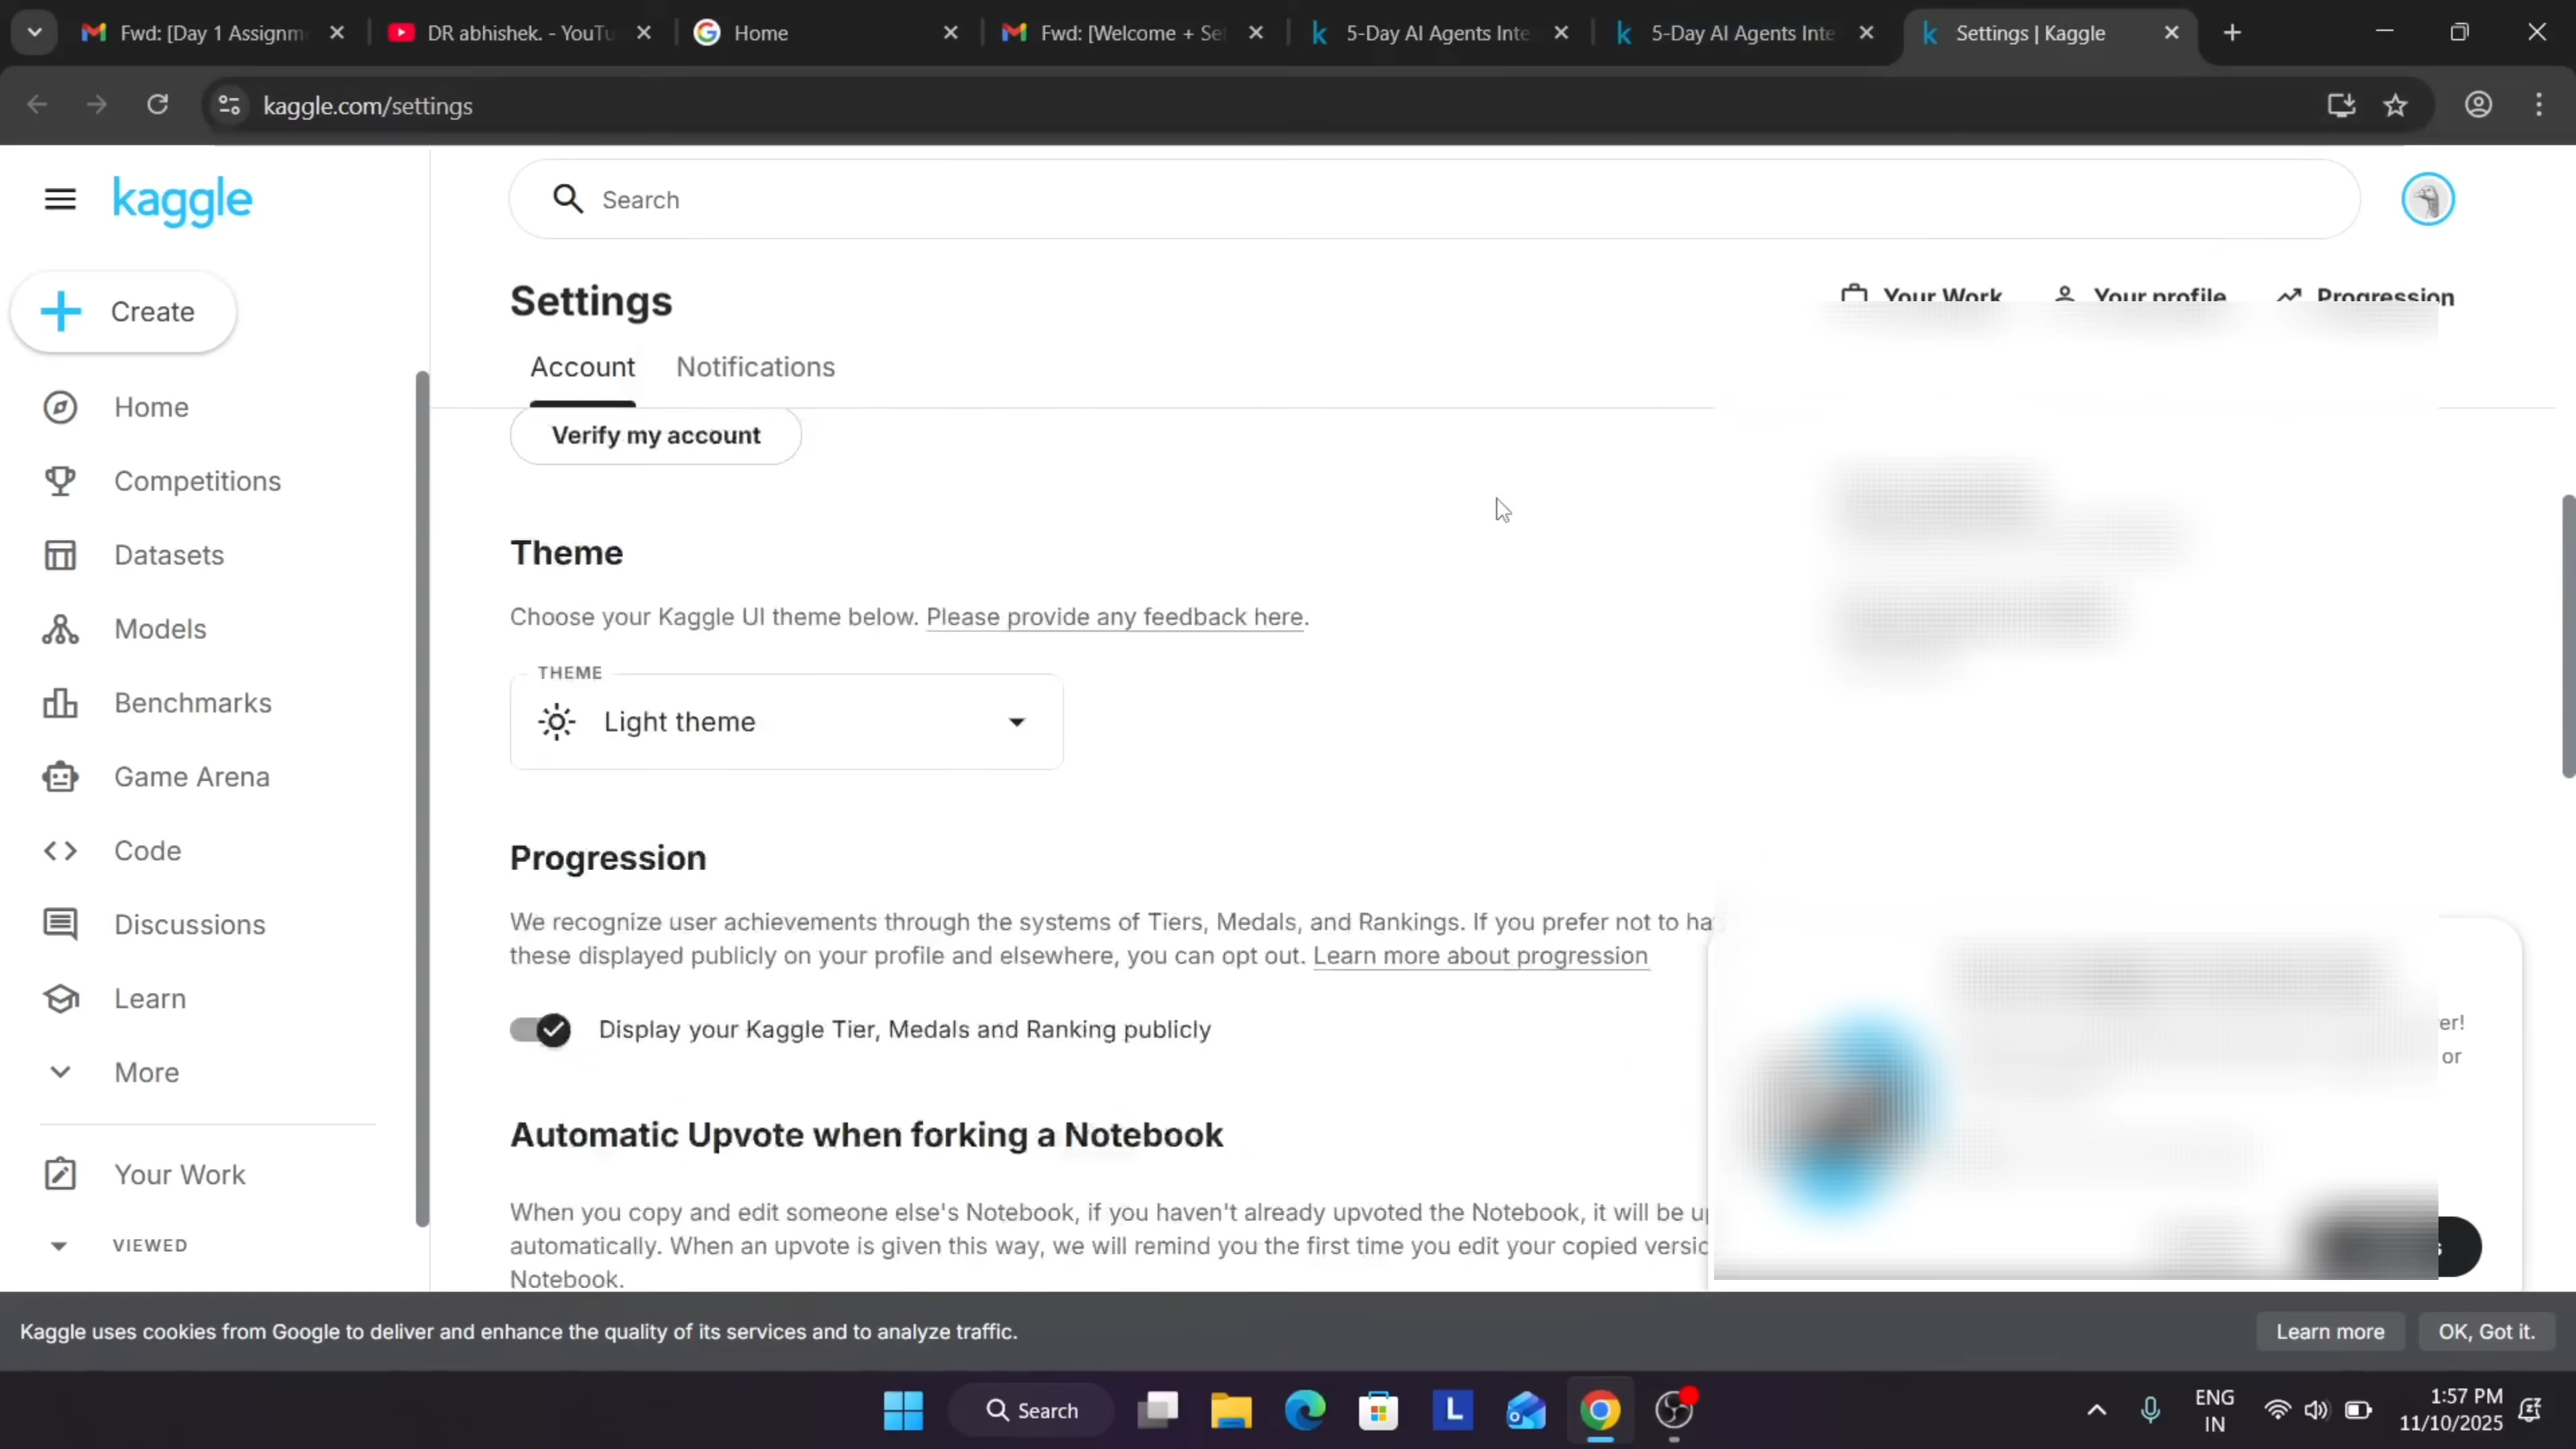 Fwd: [Day 1 Assignm
DR abhishek. - YouTu
Home
Fwd: [Welcome + Set
5-Day AI Agents Inte
5-Day AI Agents Inte
Settings | Kaggle
kaggle.com/settings
kaggle
Search
Create
Settings
Your Work
Your profile
Progression
Account
Notifications
Home
Competitions
Datasets
Models
Benchmarks
Game Arena
Code
Discussions
Learn
More
Your Work
VIEWED
Verify my account
Theme
Choose your Kaggle UI theme below. Please provide any feedback here.
THEME
Light theme
Progression
We recognize user achievements through the systems of Tiers, Medals, and Rankings. If you prefer not to ha
these displayed publicly on your profile and elsewhere, you can opt out. Learn more about progression
Display your Kaggle Tier, Medals and Ranking publicly
Automatic Upvote when forking a Notebook
When you copy and edit someone else's Notebook, if you haven't already upvoted the Notebook, it will be u
automatically. When an upvote is given this way, we will remind you the first time you edit your copied versio
Notebook.
er!
or
Kaggle uses cookies from Google to deliver and enhance the quality of its services and to analyze traffic.
Learn more
OK, Got it.
Search
L
ENG
IN
1:57 PM
11/10/2025